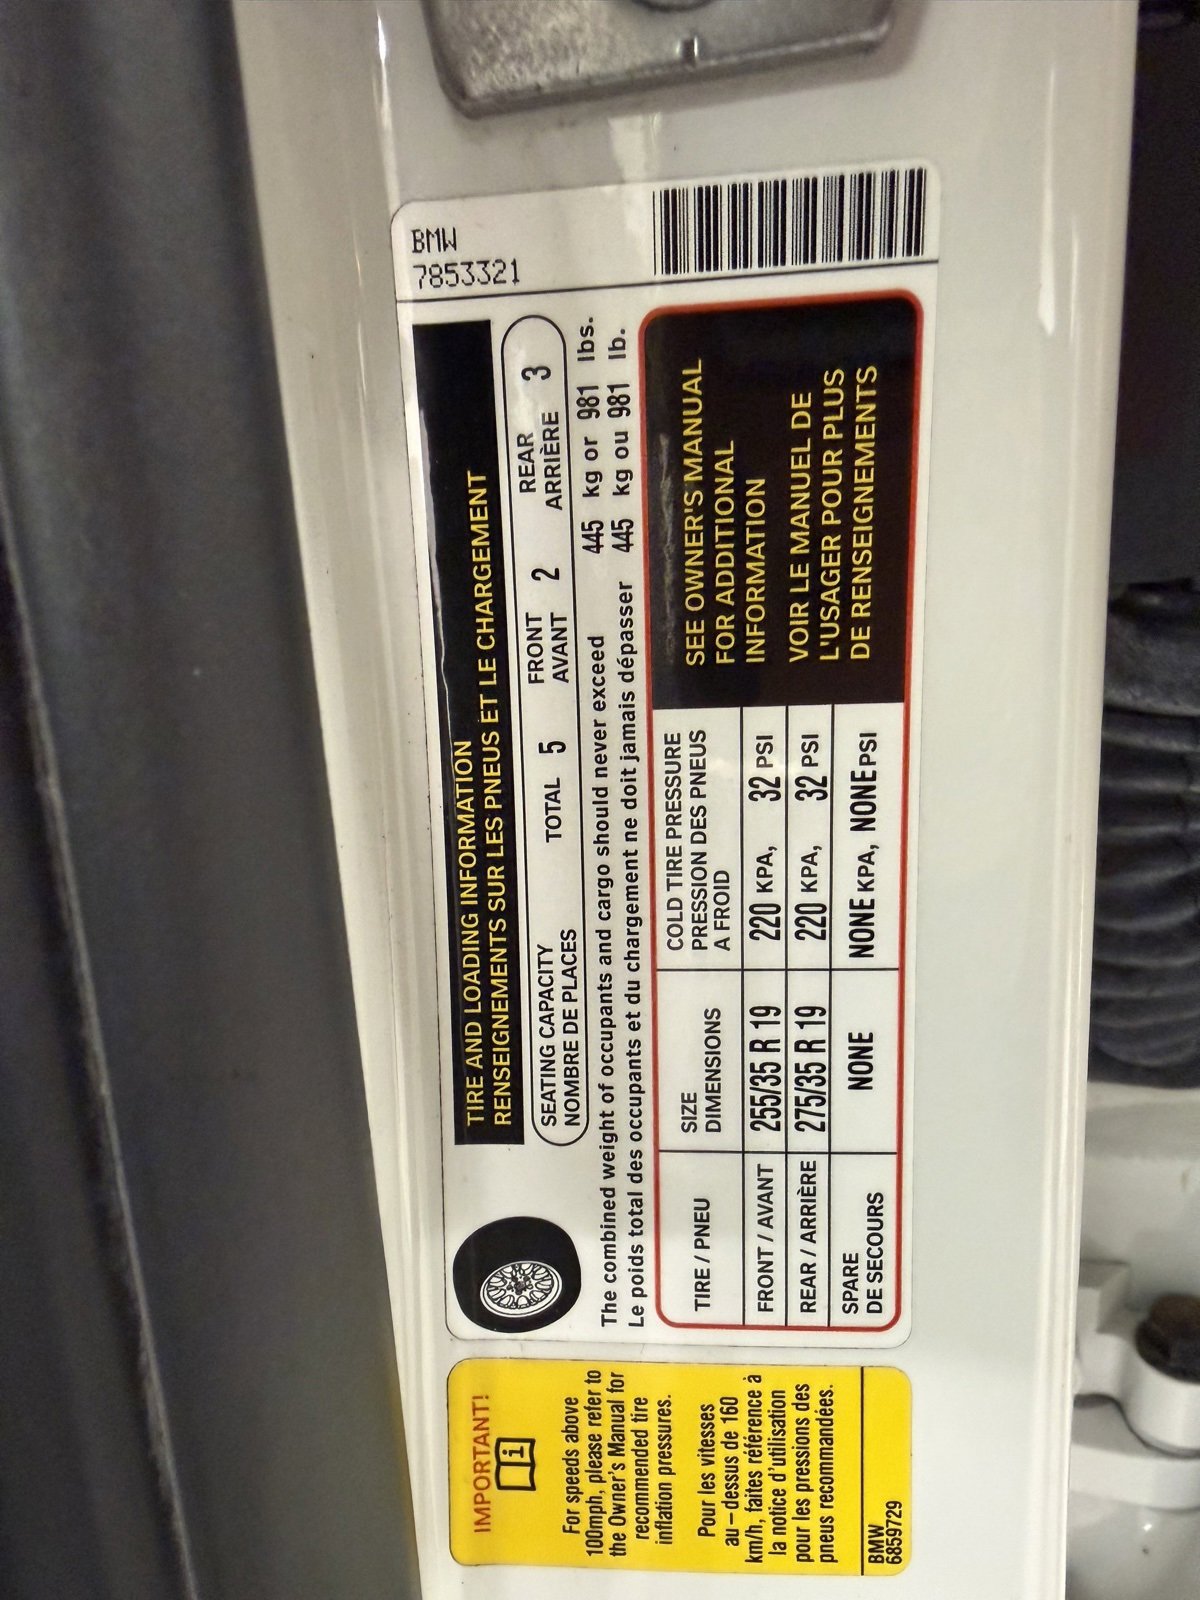 BMW
7853321
TIRE AND LOADING INFORMATION
RENSEIGNEMENTS SUR LES PNEUS ET LE CHARGEMENT
SEATING CAPACITY
NOMBRE DE PLACES
TOTAL 5
FRONT
AVANT 2
REAR
ARRIÈRE 3
The combined weight of occupants and cargo should never exceed 445 kg or 981 lbs.
Le poids total des occupants et du chargement ne doit jamais dépasser 445 kg ou 981 lb.
TIRE / PNEU
SIZE
DIMENSIONS
COLD TIRE PRESSURE
PRESSION DES PNEUS
A FROID
FRONT / AVANT 255/35 R 19 220 KPA, 32 PSI
REAR / ARRIÈRE 275/35 R 19 220 KPA, 32 PSI
SPARE
DE SECOURS
NONE NONE KPA, NONE PSI
SEE OWNER'S MANUAL
FOR ADDITIONAL
INFORMATION
VOIR LE MANUEL DE
L'USAGER POUR PLUS
DE RENSEIGNEMENTS
IMPORTANT!
i
For speeds above
100mph, please refer to
the Owner's Manual for
recommended tire
inflation pressures.
Pour les vitesses
au-dessus de 160
km/h, faites référence à
la notice d'utilisation
pour les pressions des
pneus recommandées.
BMW
6859729